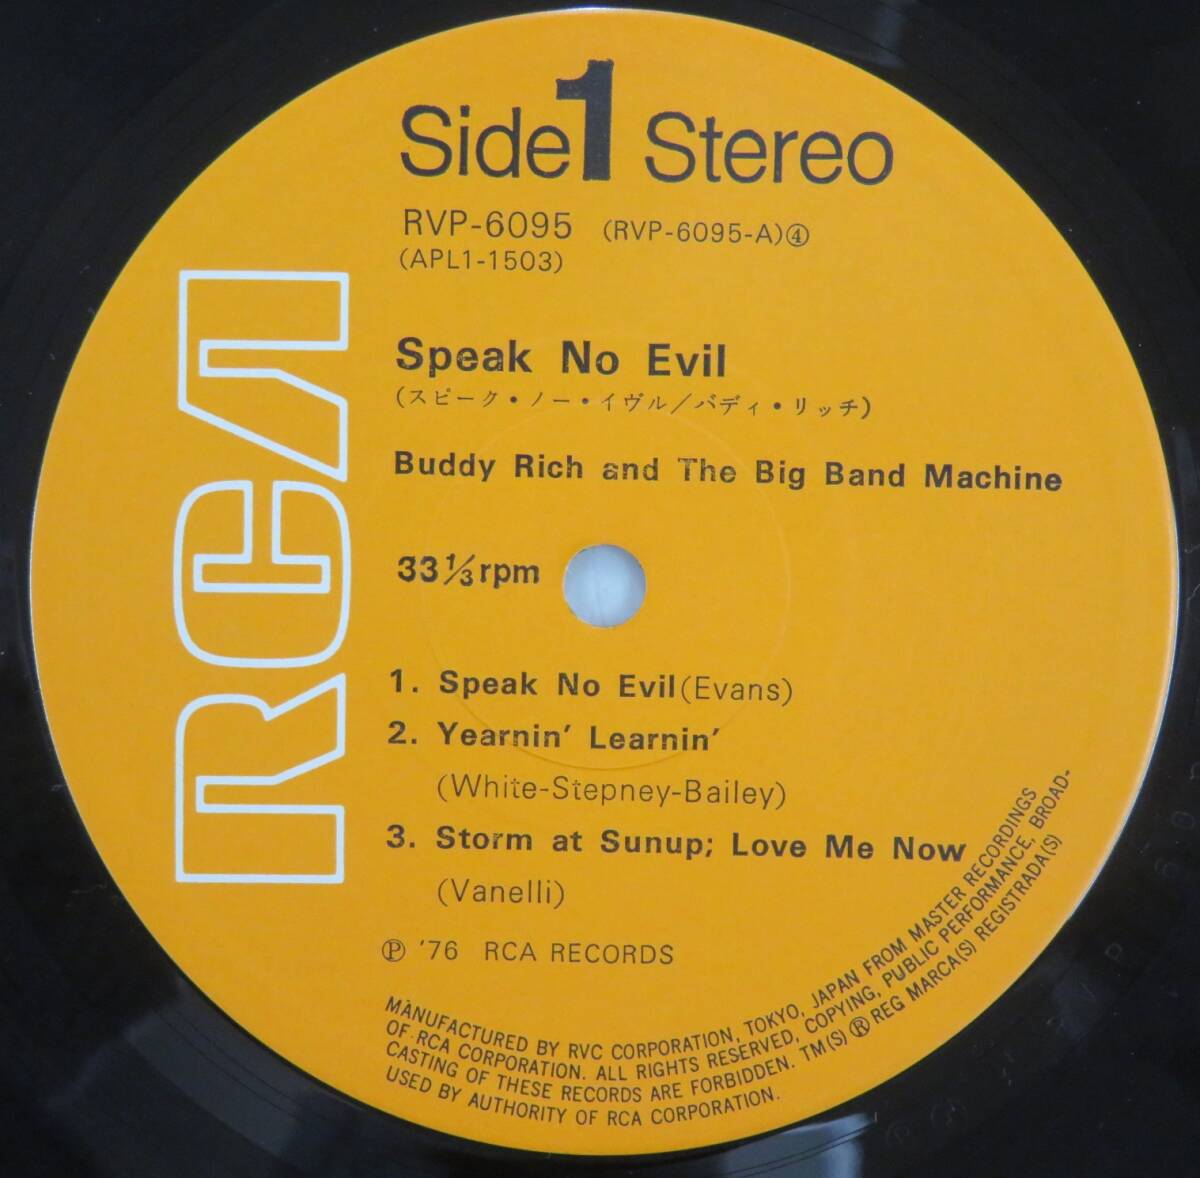 Side 1 Stereo
RVP-6095 (RVP-6095-A)④
(APL1-1503)
RCA
Speak No Evil
(スピーク・ノー・イヴル/バディ・リッチ)
Buddy Rich and The Big Band Machine
33 1/3 rpm
1. Speak No Evil(Evans)
2. Yearnin' Learnin'
(White-Stepney-Bailey)
3. Storm at Sunup; Love Me Now
(Vanelli)
Ⓟ '76 RCA RECORDS
MANUFACTURED BY RVC CORPORATION, TOKYO, JAPAN FROM MASTER RECORDINGS
OF RCA CORPORATION. ALL RIGHTS RESERVED, COPYING, PUBLIC PERFORMANCE, BROAD-
CASTING OF THESE RECORDS ARE FORBIDDEN. TM(S) ® REG MARCA(S) REGISTRADA(S)
USED BY AUTHORITY OF RCA CORPORATION.